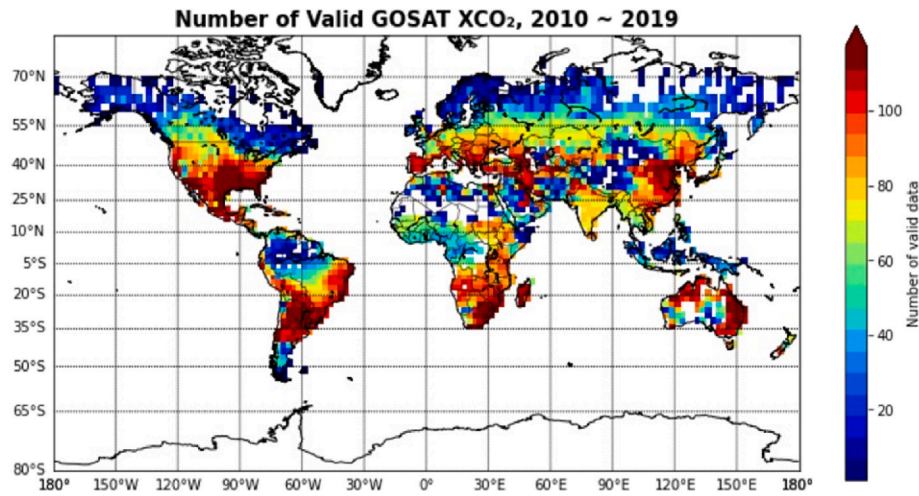 Number of Valid GOSAT XCO₂, 2010 ~ 2019
70°N
55°N
40°N
25°N
10°N
5°S
20°S
35°S
50°S
65°S
80°S
180° 150°W 120°W 90°W 60°W 30°W 0° 30°E 60°E 90°E 120°E 150°E 180°
100
80
60
40
20
Number of valid data